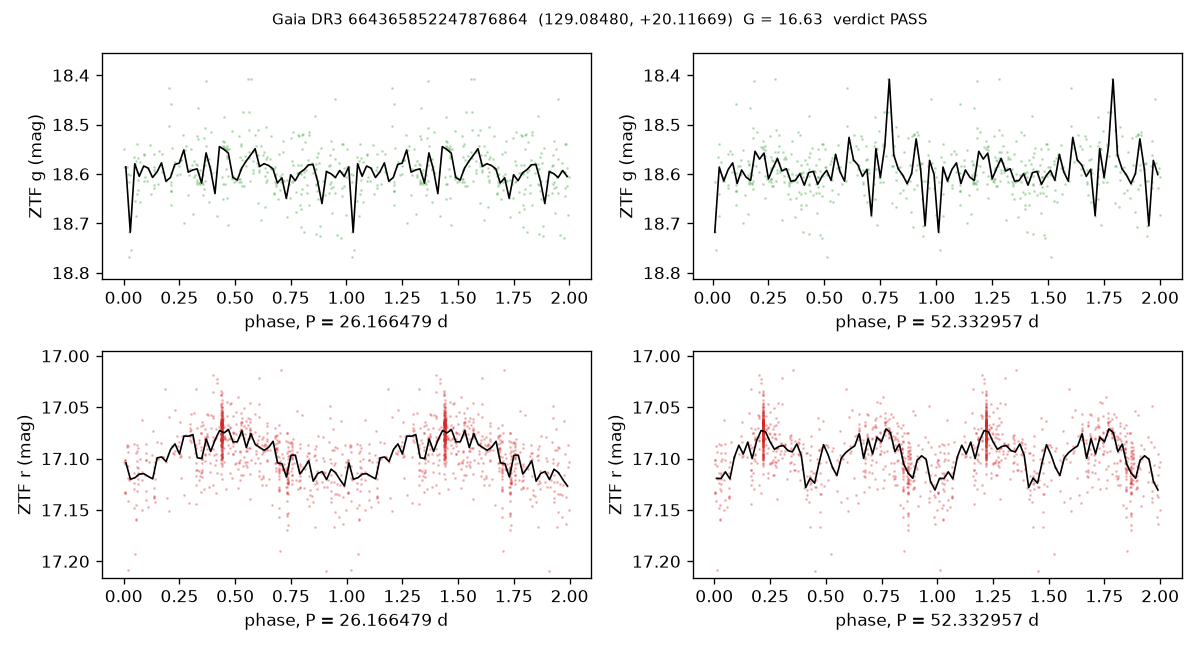 Gaia DR3 664365852247876864 (129.08480, +20.11669) G = 16.63 verdict PASS
ZTF g (mag)
18.4
18.5
18.6
18.7
18.8
0.00 0.25 0.50 0.75 1.00 1.25 1.50 1.75 2.00
phase, P = 26.166479 d
ZTF g (mag)
18.4
18.5
18.6
18.7
18.8
0.00 0.25 0.50 0.75 1.00 1.25 1.50 1.75 2.00
phase, P = 52.332957 d
ZTF r (mag)
17.00
17.05
17.10
17.15
17.20
0.00 0.25 0.50 0.75 1.00 1.25 1.50 1.75 2.00
phase, P = 26.166479 d
ZTF r (mag)
17.00
17.05
17.10
17.15
17.20
0.00 0.25 0.50 0.75 1.00 1.25 1.50 1.75 2.00
phase, P = 52.332957 d